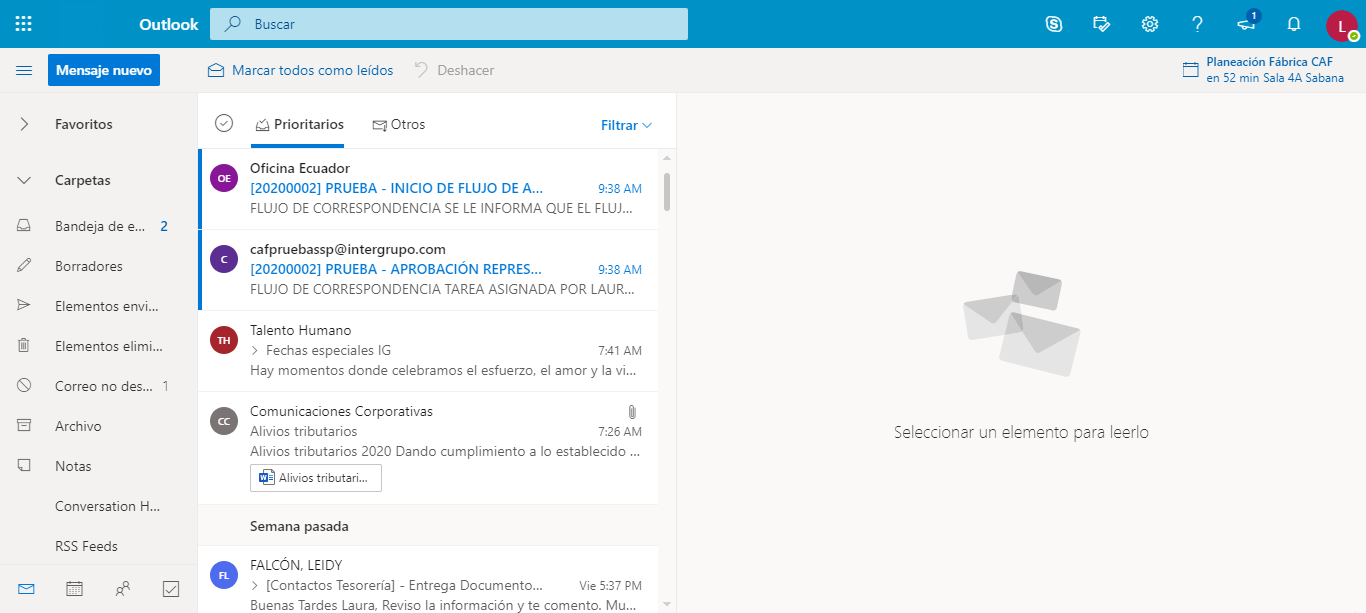 Outlook
Buscar
1
L
Mensaje nuevo
Marcar todos como leídos
Deshacer
Planeación Fábrica CAF
en 52 min Sala 4A Sabana
Favoritos
Carpetas
Bandeja de e... 2
Borradores
Elementos envi...
Elementos elimi...
Correo no des... 1
Archivo
Notas
Conversation H...
RSS Feeds
Prioritarios
Otros
Filtrar
OE
Oficina Ecuador
[20200002] PRUEBA - INICIO DE FLUJO DE A... 9:38 AM
FLUJO DE CORRESPONDENCIA SE LE INFORMA QUE EL FLUJ...
C
cafpruebassp@intergrupo.com
[20200002] PRUEBA - APROBACIÓN REPRES... 9:38 AM
FLUJO DE CORRESPONDENCIA TAREA ASIGNADA POR LAUR...
TH
Talento Humano
Fechas especiales IG 7:41 AM
Hay momentos donde celebramos el esfuerzo, el amor y la vi...
CC
Comunicaciones Corporativas
Alivios tributarios 7:26 AM
Alivios tributarios 2020 Dando cumplimiento a lo establecido ...
Alivios tributari...
Semana pasada
FL
FALCÓN, LEIDY
[Contactos Tesorería] - Entrega Documento... Vie 5:37 PM
Buenas Tardes Laura, Reviso la información y te comento. Mu...
Seleccionar un elemento para leerlo